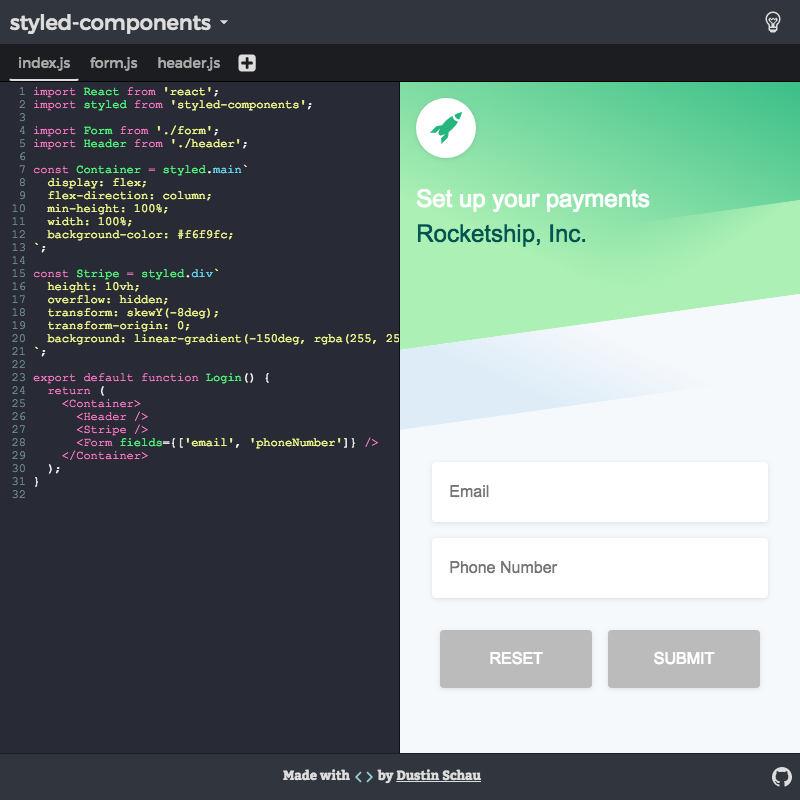 styled-components
index.js form.js header.js
1 import React from 'react';
2 import styled from 'styled-components';
3
4 import Form from './form';
5 import Header from './header';
6
7 const Container = styled.main`
8   display: flex;
9   flex-direction: column;
10   min-height: 100%;
11   width: 100%;
12   background-color: #f6f9fc;
13 `;
14
15 const Stripe = styled.div`
16   height: 10vh;
17   overflow: hidden;
18   transform: skewY(-8deg);
19   transform-origin: 0;
20   background: linear-gradient(-150deg, rgba(255, 25
21 `;
22
23 export default function Login() {
24   return (
25     <Container>
26       <Header />
27       <Stripe />
28       <Form fields={['email', 'phoneNumber']} />
29     </Container>
30   );
31 }
32
Set up your payments
Rocketship, Inc.
Email
Phone Number
RESET
SUBMIT
Made with <> by Dustin Schau